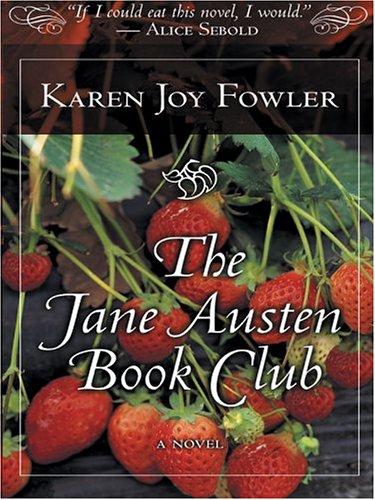 “If I could eat this novel, I would.”
— Alice Sebold
Karen Joy Fowler
The
Jane Austen
Book Club
A NOVEL